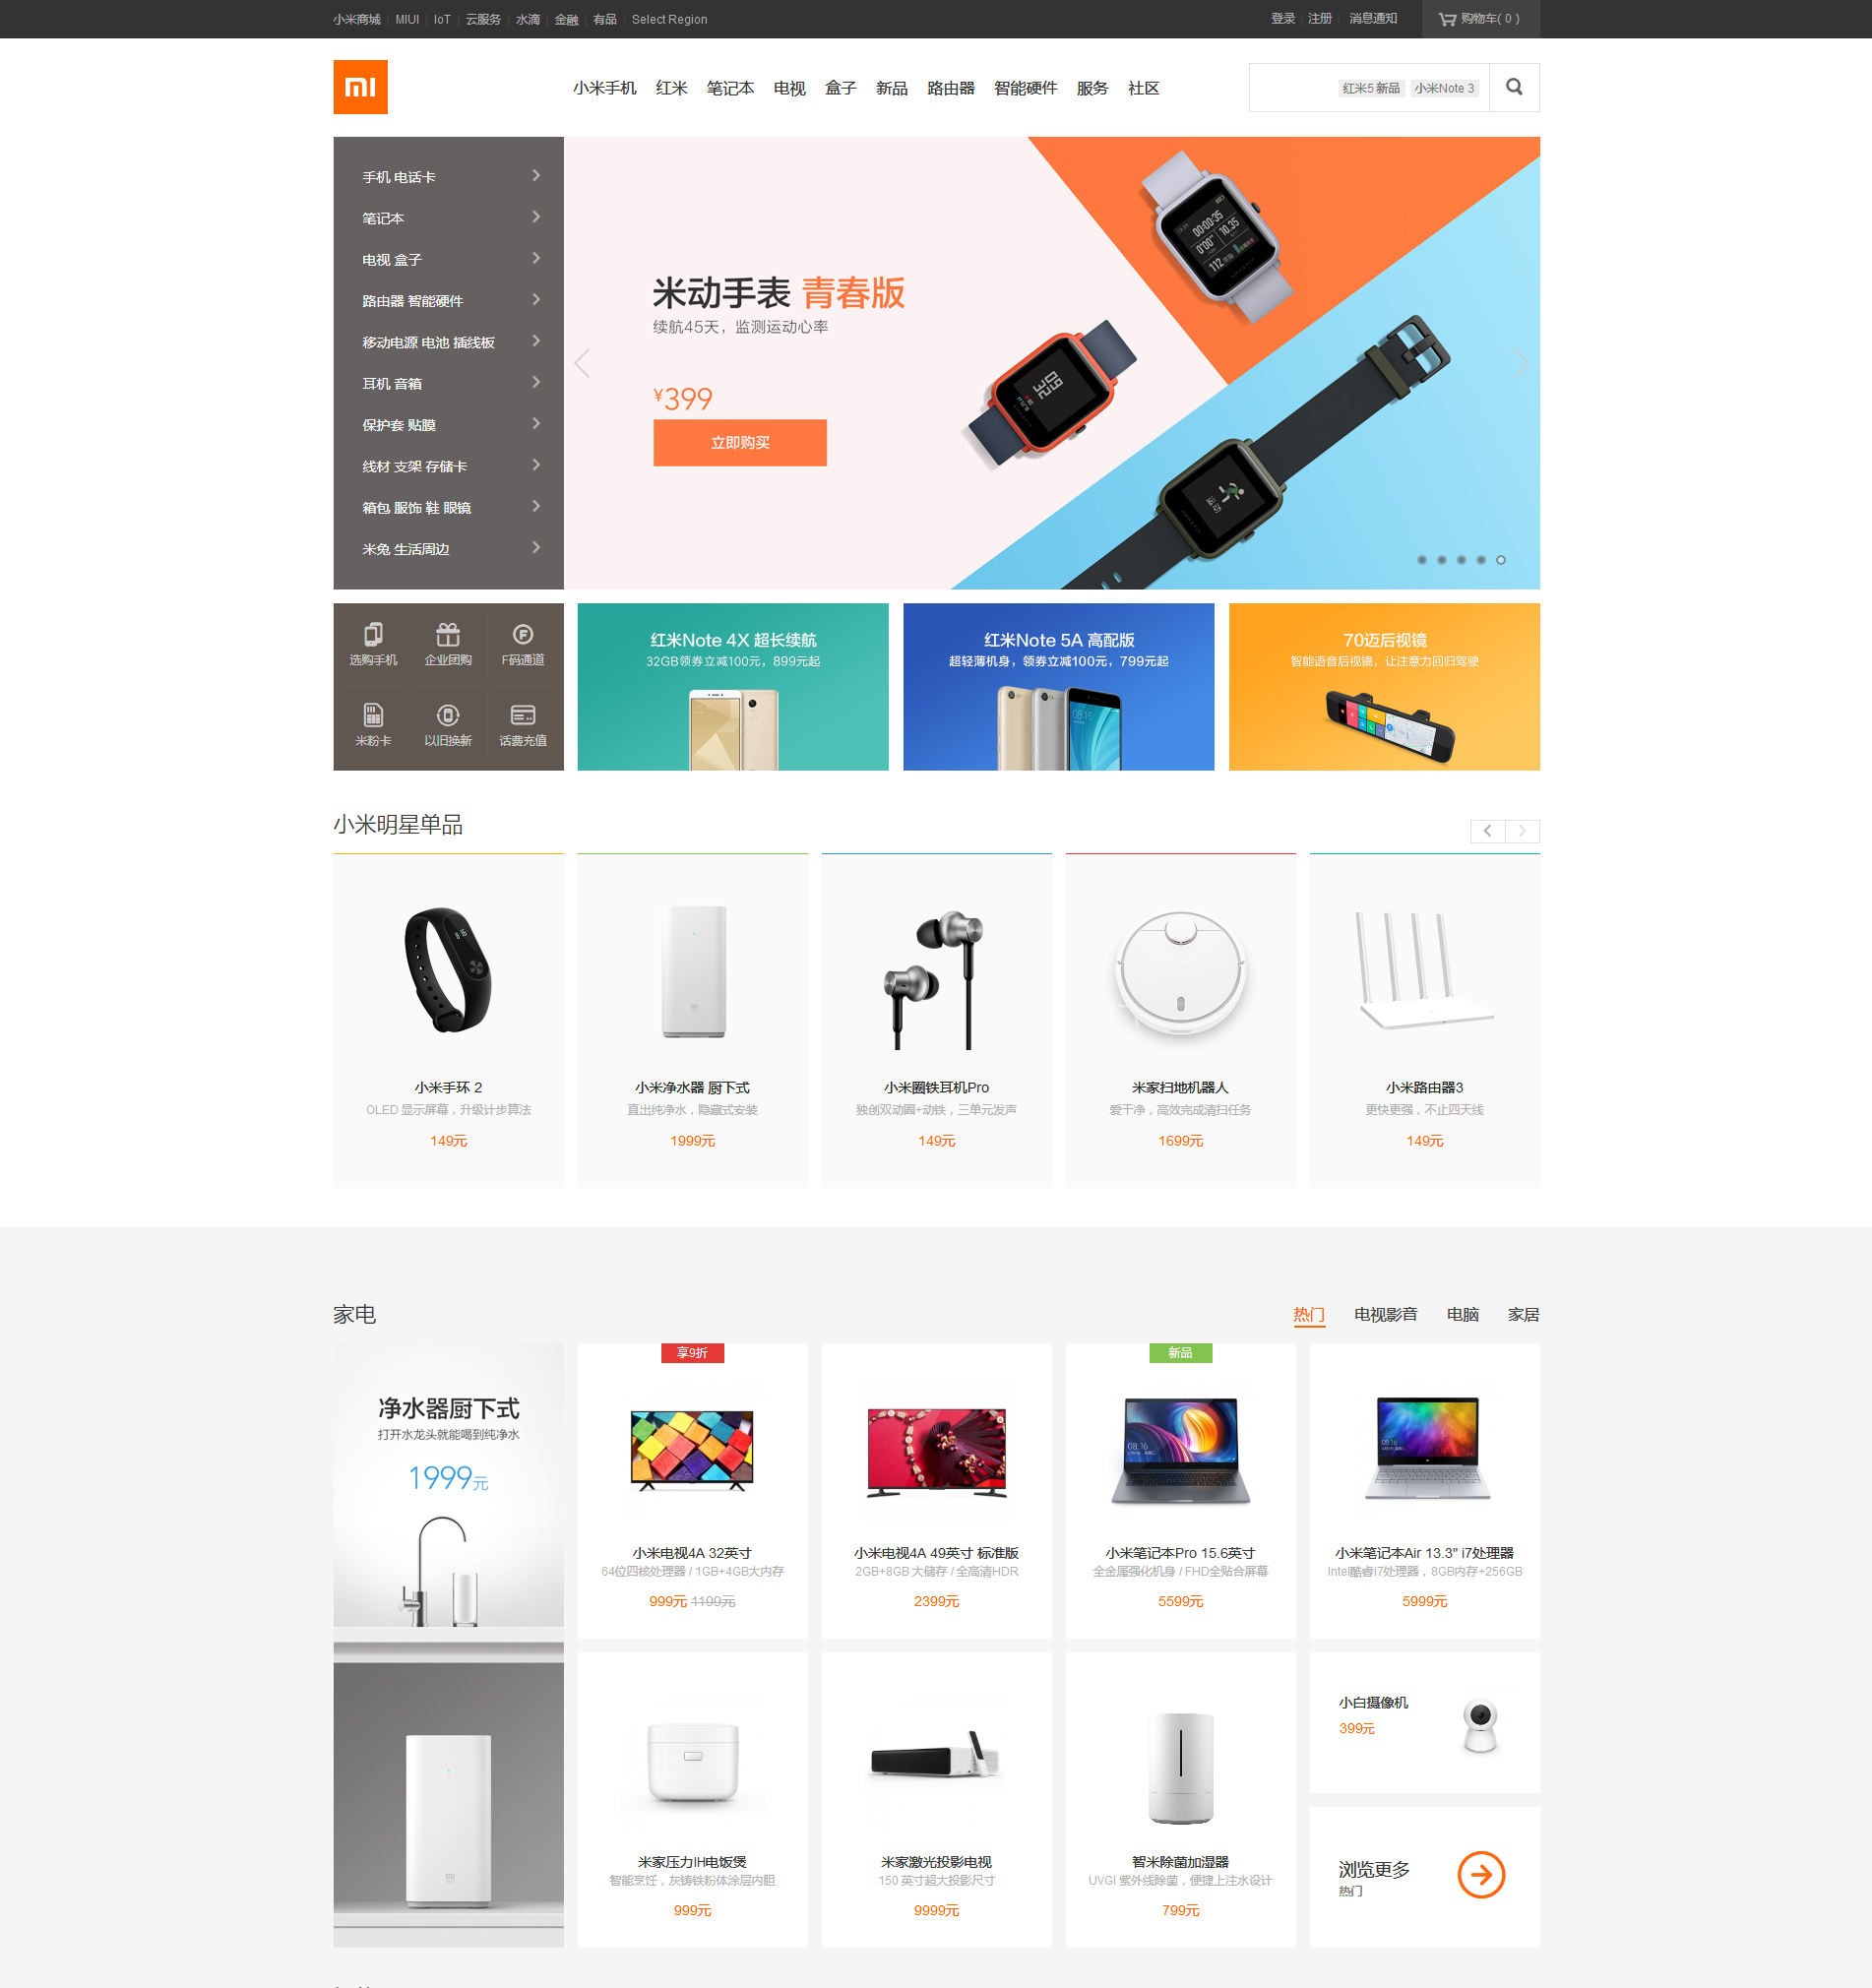 小米商城 MIUI IoT 云服务 水滴 金融 有品 Select Region 登录 注册 消息通知 购物车( 0 )
小米手机 红米 笔记本 电视 盒子 新品 路由器 智能硬件 服务 社区 红米5 新品 小米Note 3
手机 电话卡
笔记本
电视 盒子
路由器 智能硬件
移动电源 电池 插线板
耳机 音箱
保护套 贴膜
线材 支架 存储卡
箱包 服饰 鞋 眼镜
米兔 生活周边
米动手表 青春版
续航45天，监测运动心率
¥399
立即购买
选购手机 企业团购 F码通道
米粉卡 以旧换新 话费充值
红米Note 4X 超长续航
32GB领券立减100元，899元起
红米Note 5A 高配版
超轻薄机身，领券立减100元，799元起
70迈后视镜
智能语音后视镜，让注意力回归驾驶
小米明星单品
小米手环 2
OLED 显示屏幕，升级计步算法
149元
小米净水器 厨下式
直出纯净水，隐藏式安装
1999元
小米圈铁耳机Pro
独创双动圈+动铁，三单元发声
149元
米家扫地机器人
爱干净，高效完成清扫任务
1699元
小米路由器3
更快更强，不止四天线
149元
家电 热门 电视影音 电脑 家居
净水器厨下式
打开水龙头就能喝到纯净水
1999元
享9折
小米电视4A 32英寸
64位四核处理器 / 1GB+4GB大内存
999元 1199元
小米电视4A 49英寸 标准版
2GB+8GB 大储存 / 全高清HDR
2399元
新品
小米笔记本Pro 15.6英寸
全金属强化机身 / FHD全贴合屏幕
5599元
小米笔记本Air 13.3" i7处理器
Intel酷睿i7处理器，8GB内存+256GB
5999元
米家压力IH电饭煲
智能烹饪，灰铸铁粉体涂层内胆
999元
米家激光投影电视
150 英寸超大投影尺寸
9999元
智米除菌加湿器
UVGI 紫外线除菌，便捷上注水设计
799元
小白摄像机
399元
浏览更多
热门